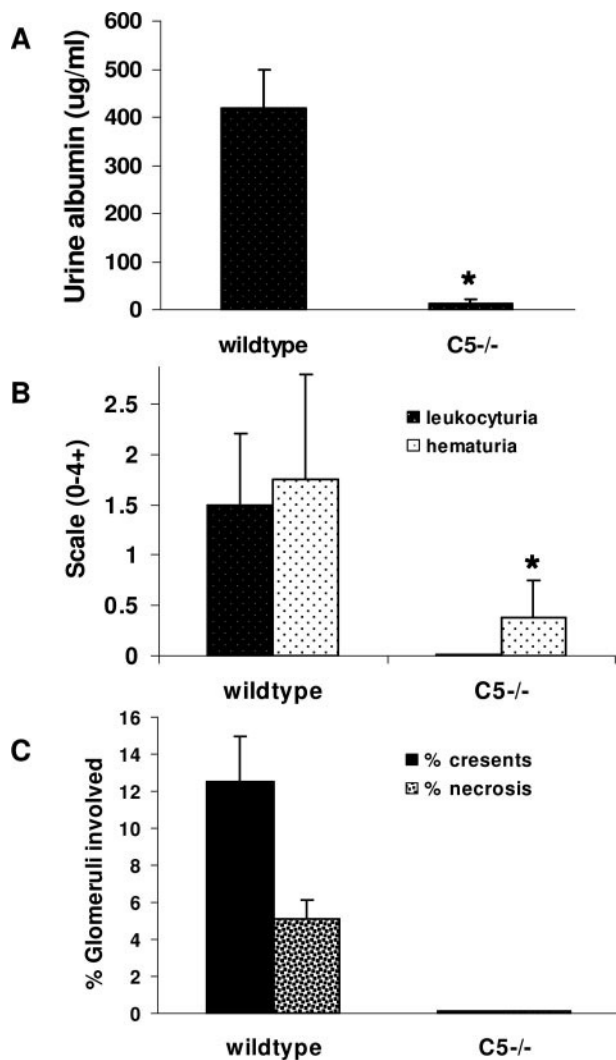 A
Urine albumin (ug/ml)
600
500
400
300
200
100
0
*
wildtype C5-/-
B
Scale (0-4+)
2.5
2
1.5
1
0.5
0
leukocyturia
hematuria
*
wildtype C5-/-
C
% Glomeruli involved
16
14
12
10
8
6
4
2
0
% cresents
% necrosis
wildtype C5-/-